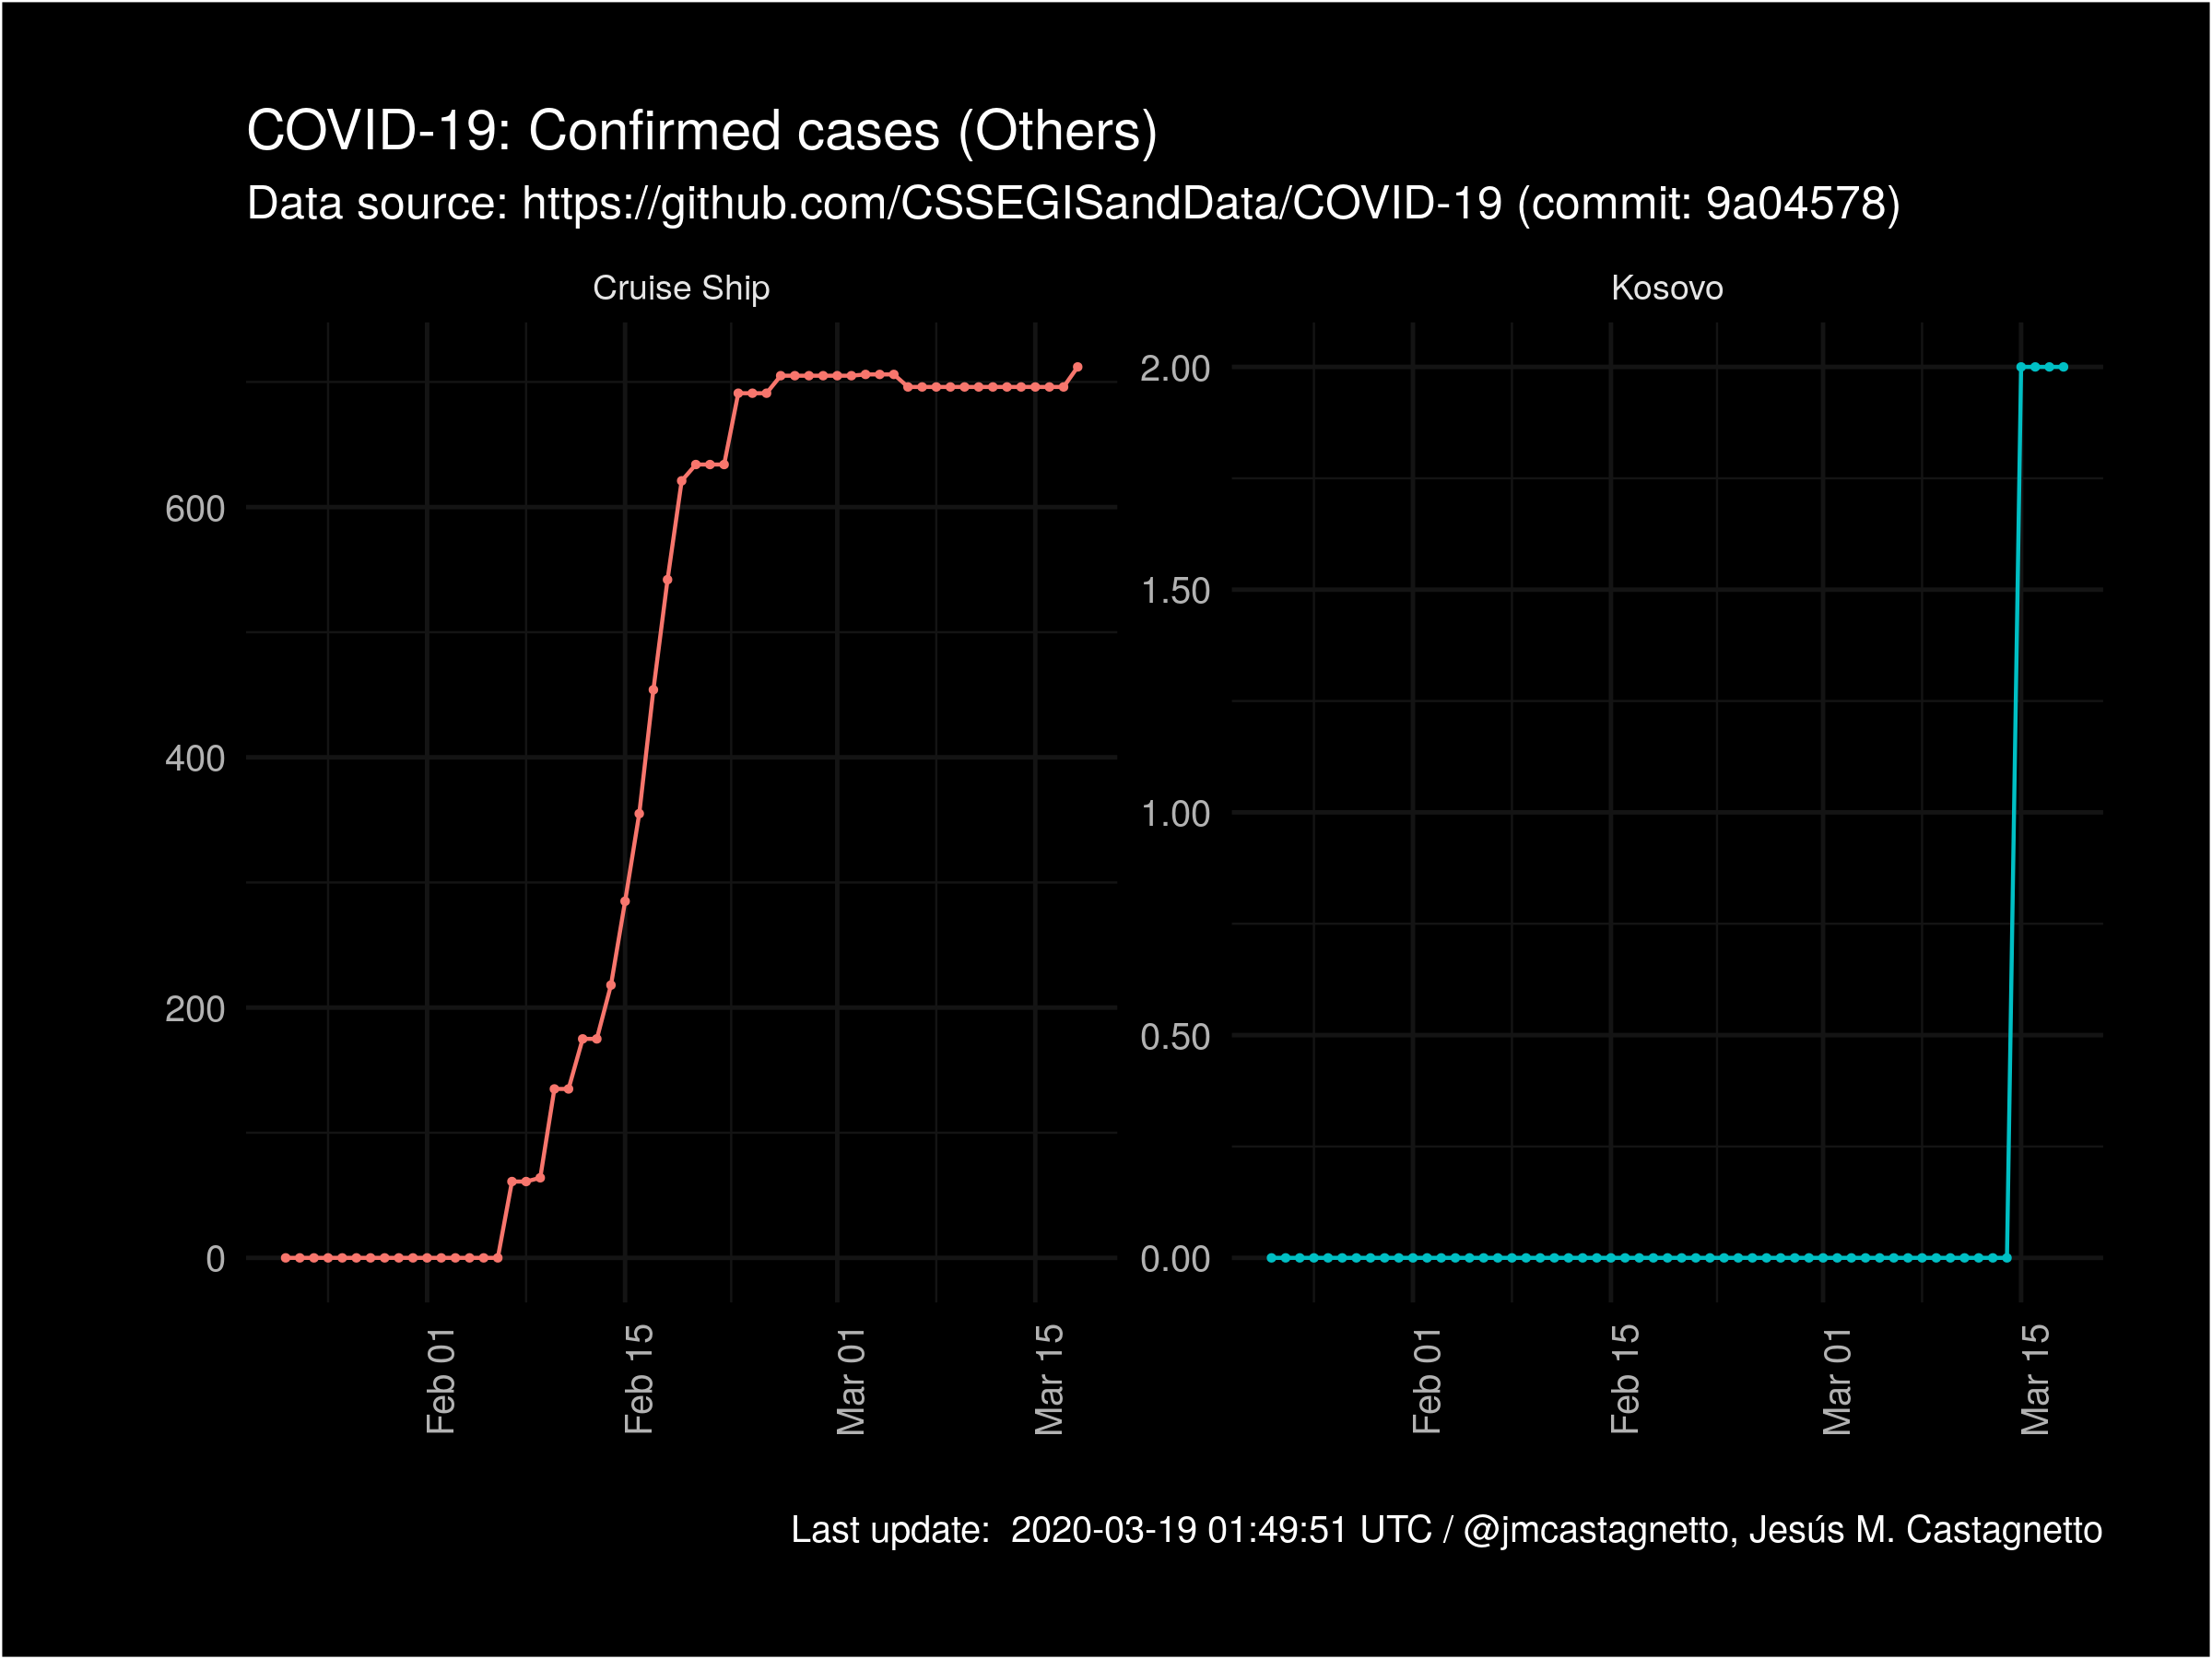 COVID-19: Confirmed cases (Others)
Data source: https://github.com/CSSEGISandData/COVID-19 (commit: 9a04578)
Cruise Ship
600
400
200
0
Feb 01
Feb 15
Mar 01
Mar 15
Kosovo
2.00
1.50
1.00
0.50
0.00
Feb 01
Feb 15
Mar 01
Mar 15
Last update:  2020-03-19 01:49:51 UTC / @jmcastagnetto, Jesús M. Castagnetto